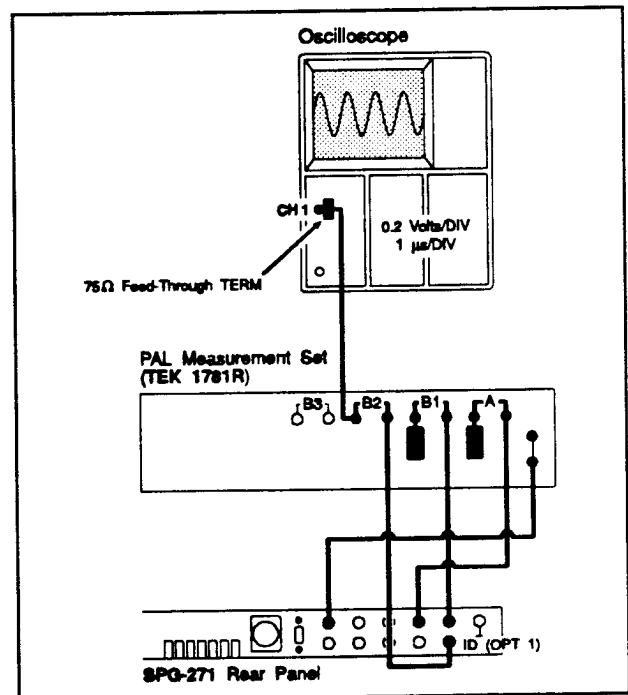 Oscilloscope
CH 1
0.2 Volts/DIV
1 µs/DIV
75Ω Feed-Through TERM
PAL Measurement Set
(TEK 1781R)
B3 B2 B1 A
ID (OPT 1)
SPG-271 Rear Panel